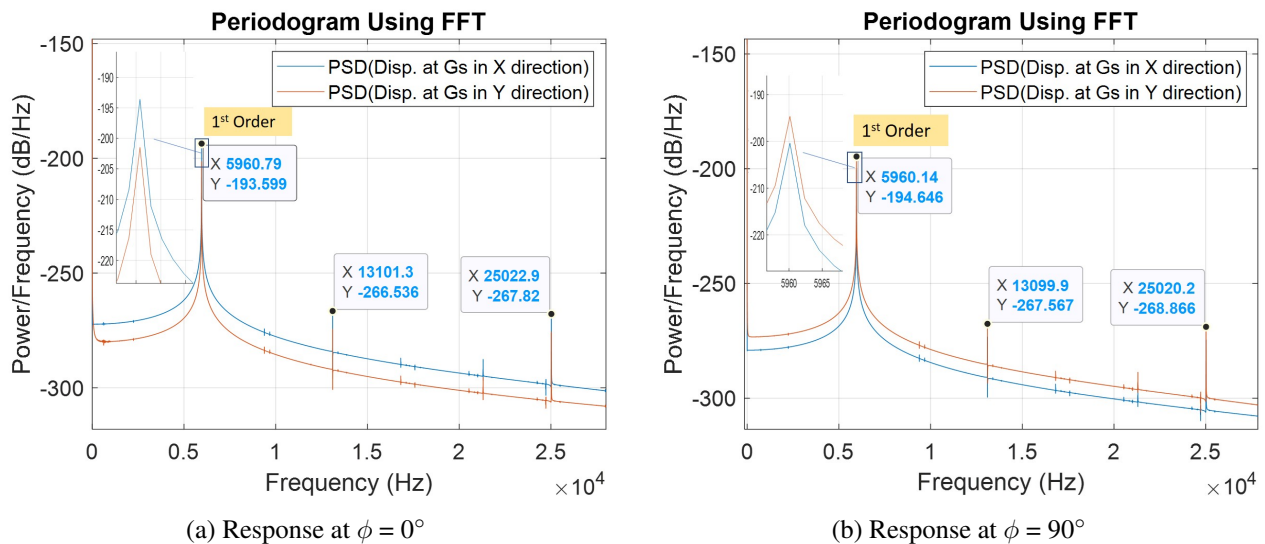 Periodogram Using FFT
-150
-200
-250
-300
Power/Frequency (dB/Hz)
PSD(Disp. at Gs in X direction)
PSD(Disp. at Gs in Y direction)
-190
-195
-200
-205
-215
-220
1st Order
X 5960.79
Y -193.599
X 13101.3
Y -266.536
X 25022.9
Y -267.82
0 0.5 1 1.5 2 2.5
×10⁴
Frequency (Hz)
(a) Response at ϕ = 0°
Periodogram Using FFT
-150
-200
-250
-300
Power/Frequency (dB/Hz)
PSD(Disp. at Gs in X direction)
PSD(Disp. at Gs in Y direction)
-190
-200
-210
-220
5960 5965
1st Order
X 5960.14
Y -194.646
X 13099.9
Y -267.567
X 25020.2
Y -268.866
0 0.5 1 1.5 2 2.5
×10⁴
Frequency (Hz)
(b) Response at ϕ = 90°